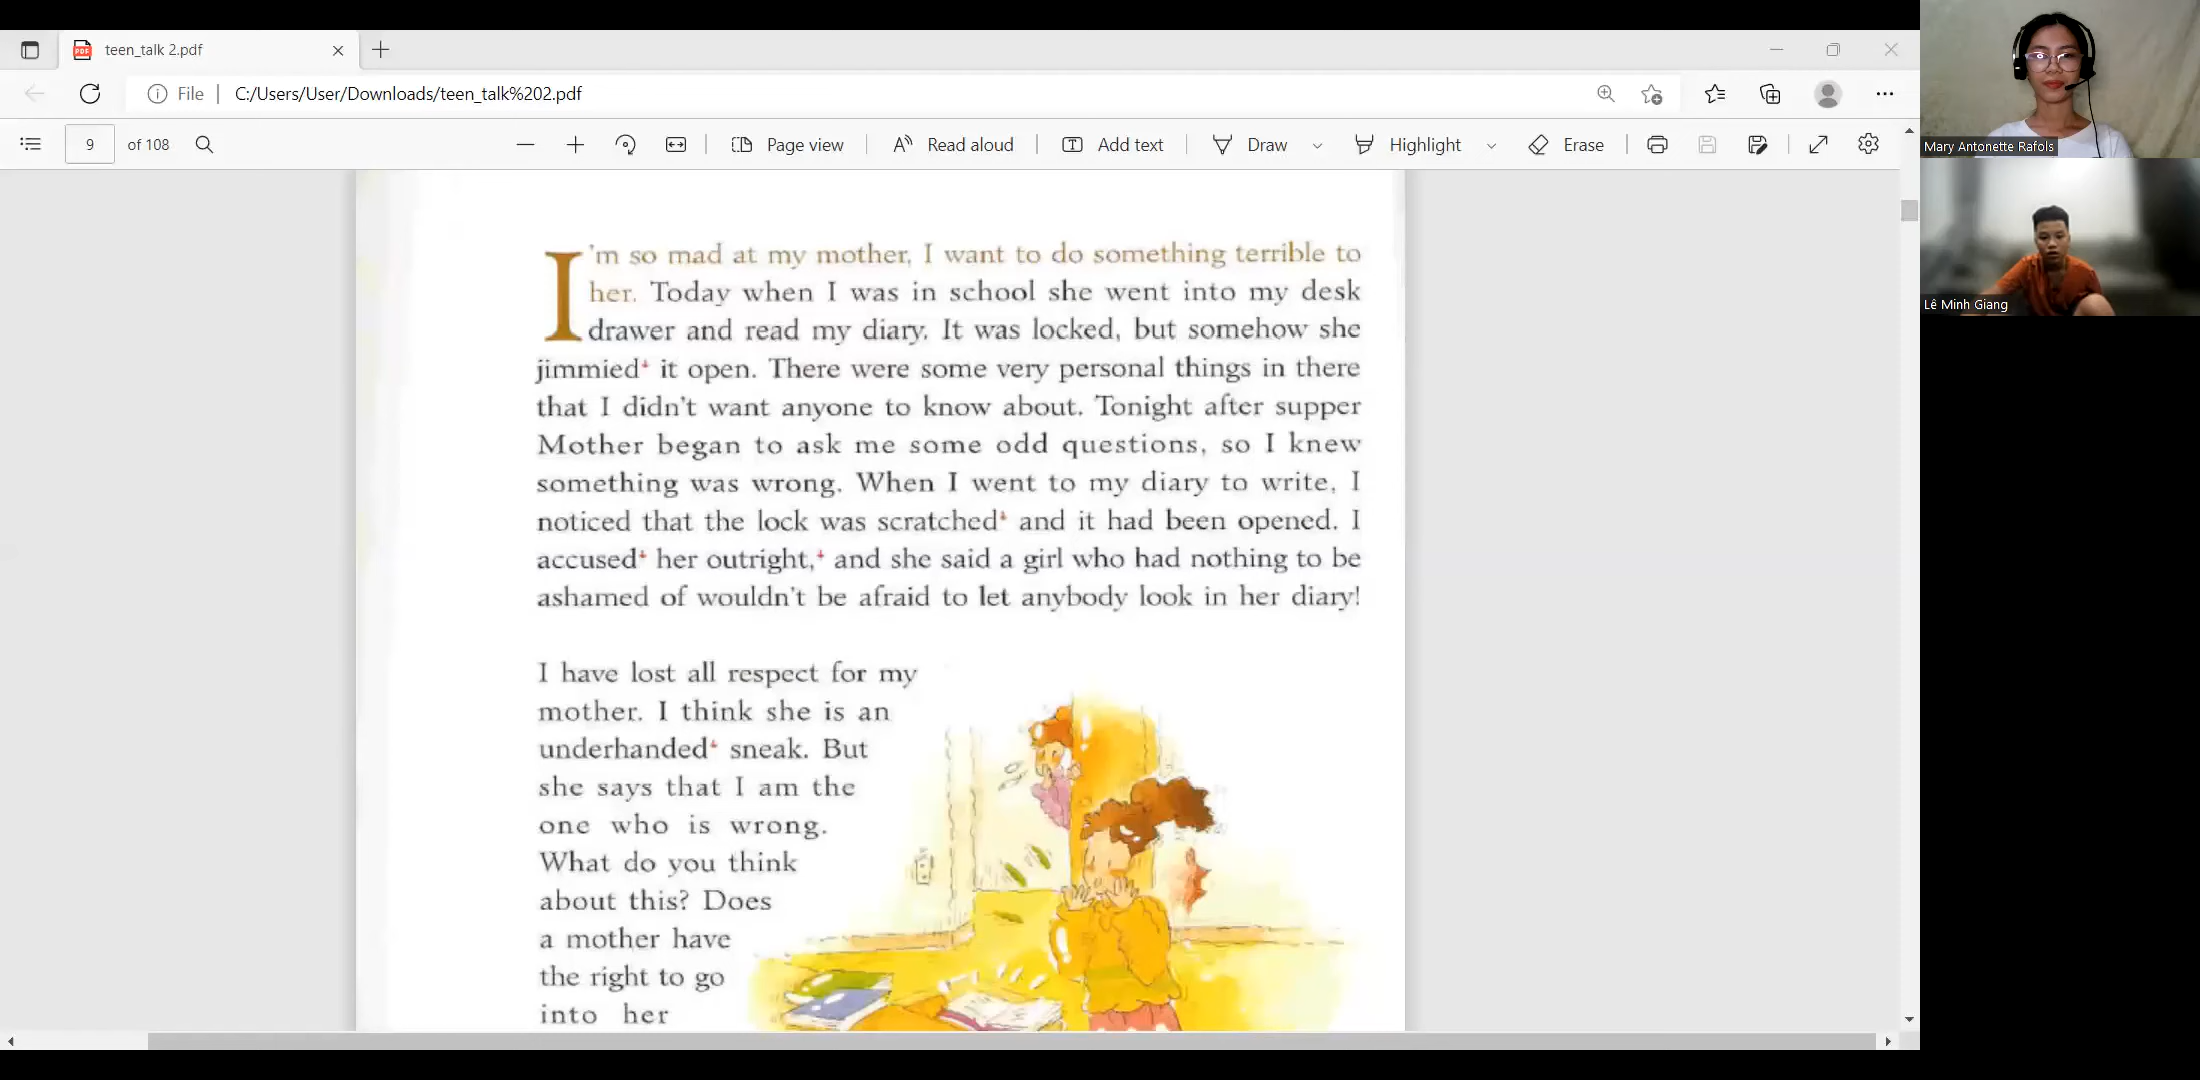 teen_talk 2.pdf
File
C:/Users/User/Downloads/teen_talk%202.pdf
9 of 108
Page view
Read aloud
Add text
Draw
Highlight
Erase
I'm so mad at my mother, I want to do something terrible to
her. Today when I was in school she went into my desk
drawer and read my diary. It was locked, but somehow she
jimmied it open. There were some very personal things in there
that I didn't want anyone to know about. Tonight after supper
Mother began to ask me some odd questions, so I knew
something was wrong. When I went to my diary to write, I
noticed that the lock was scratched and it had been opened. I
accused her outright, and she said a girl who had nothing to be
ashamed of wouldn't be afraid to let anybody look in her diary!
I have lost all respect for my
mother. I think she is an
underhanded sneak. But
she says that I am the
one who is wrong.
What do you think
about this? Does
a mother have
the right to go
into her
Mary Antonette Rafols
Lê Minh Giang